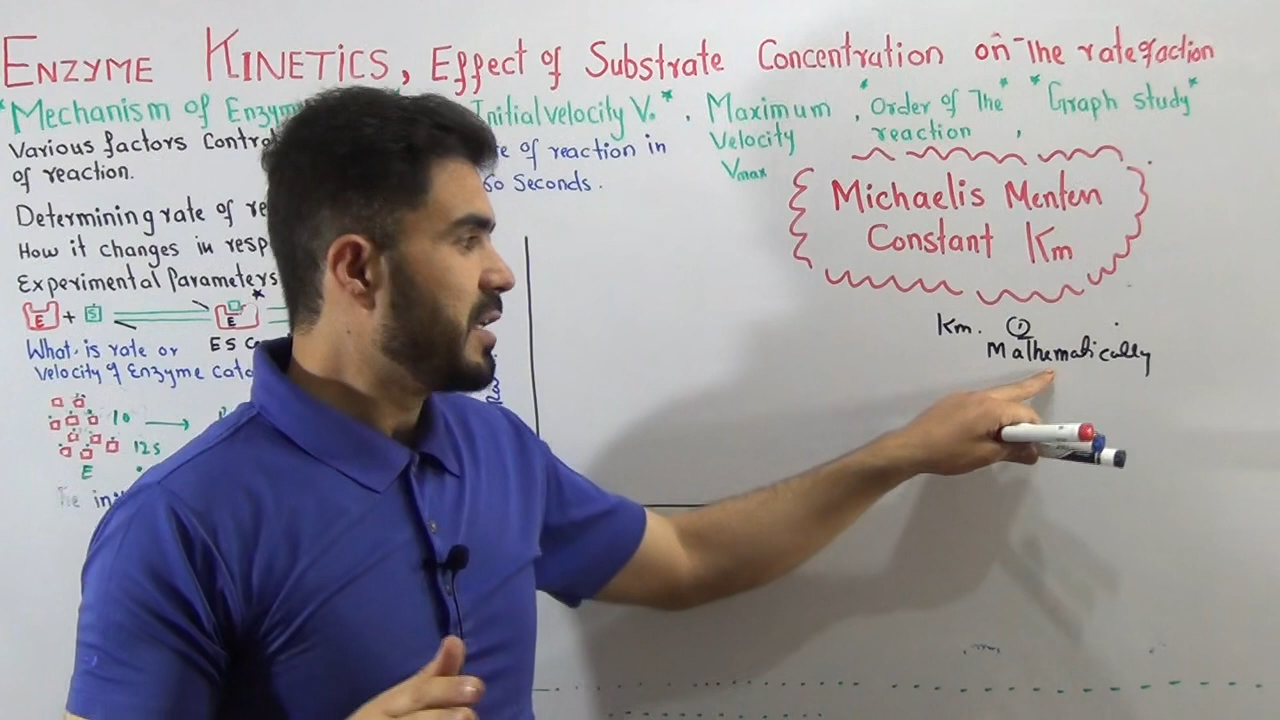 ENZYME KINETICS, Effect of Substrate Concentration on The rate of action
*Mechanism of Enzym Initial velocity V.* , Maximum Velocity Vmax , *Order of The* reaction , *Graph study*
Various factors Contro
of reaction.
e of reaction in
60 Seconds.
Determining rate of re
How it changes in resp
Experimental Parameters
E + S E
E S C
What is rate or
velocity of Enzyme cata
10
12s
E
The in
Michaelis Menten
Constant Km
Km. 1
Mathematically